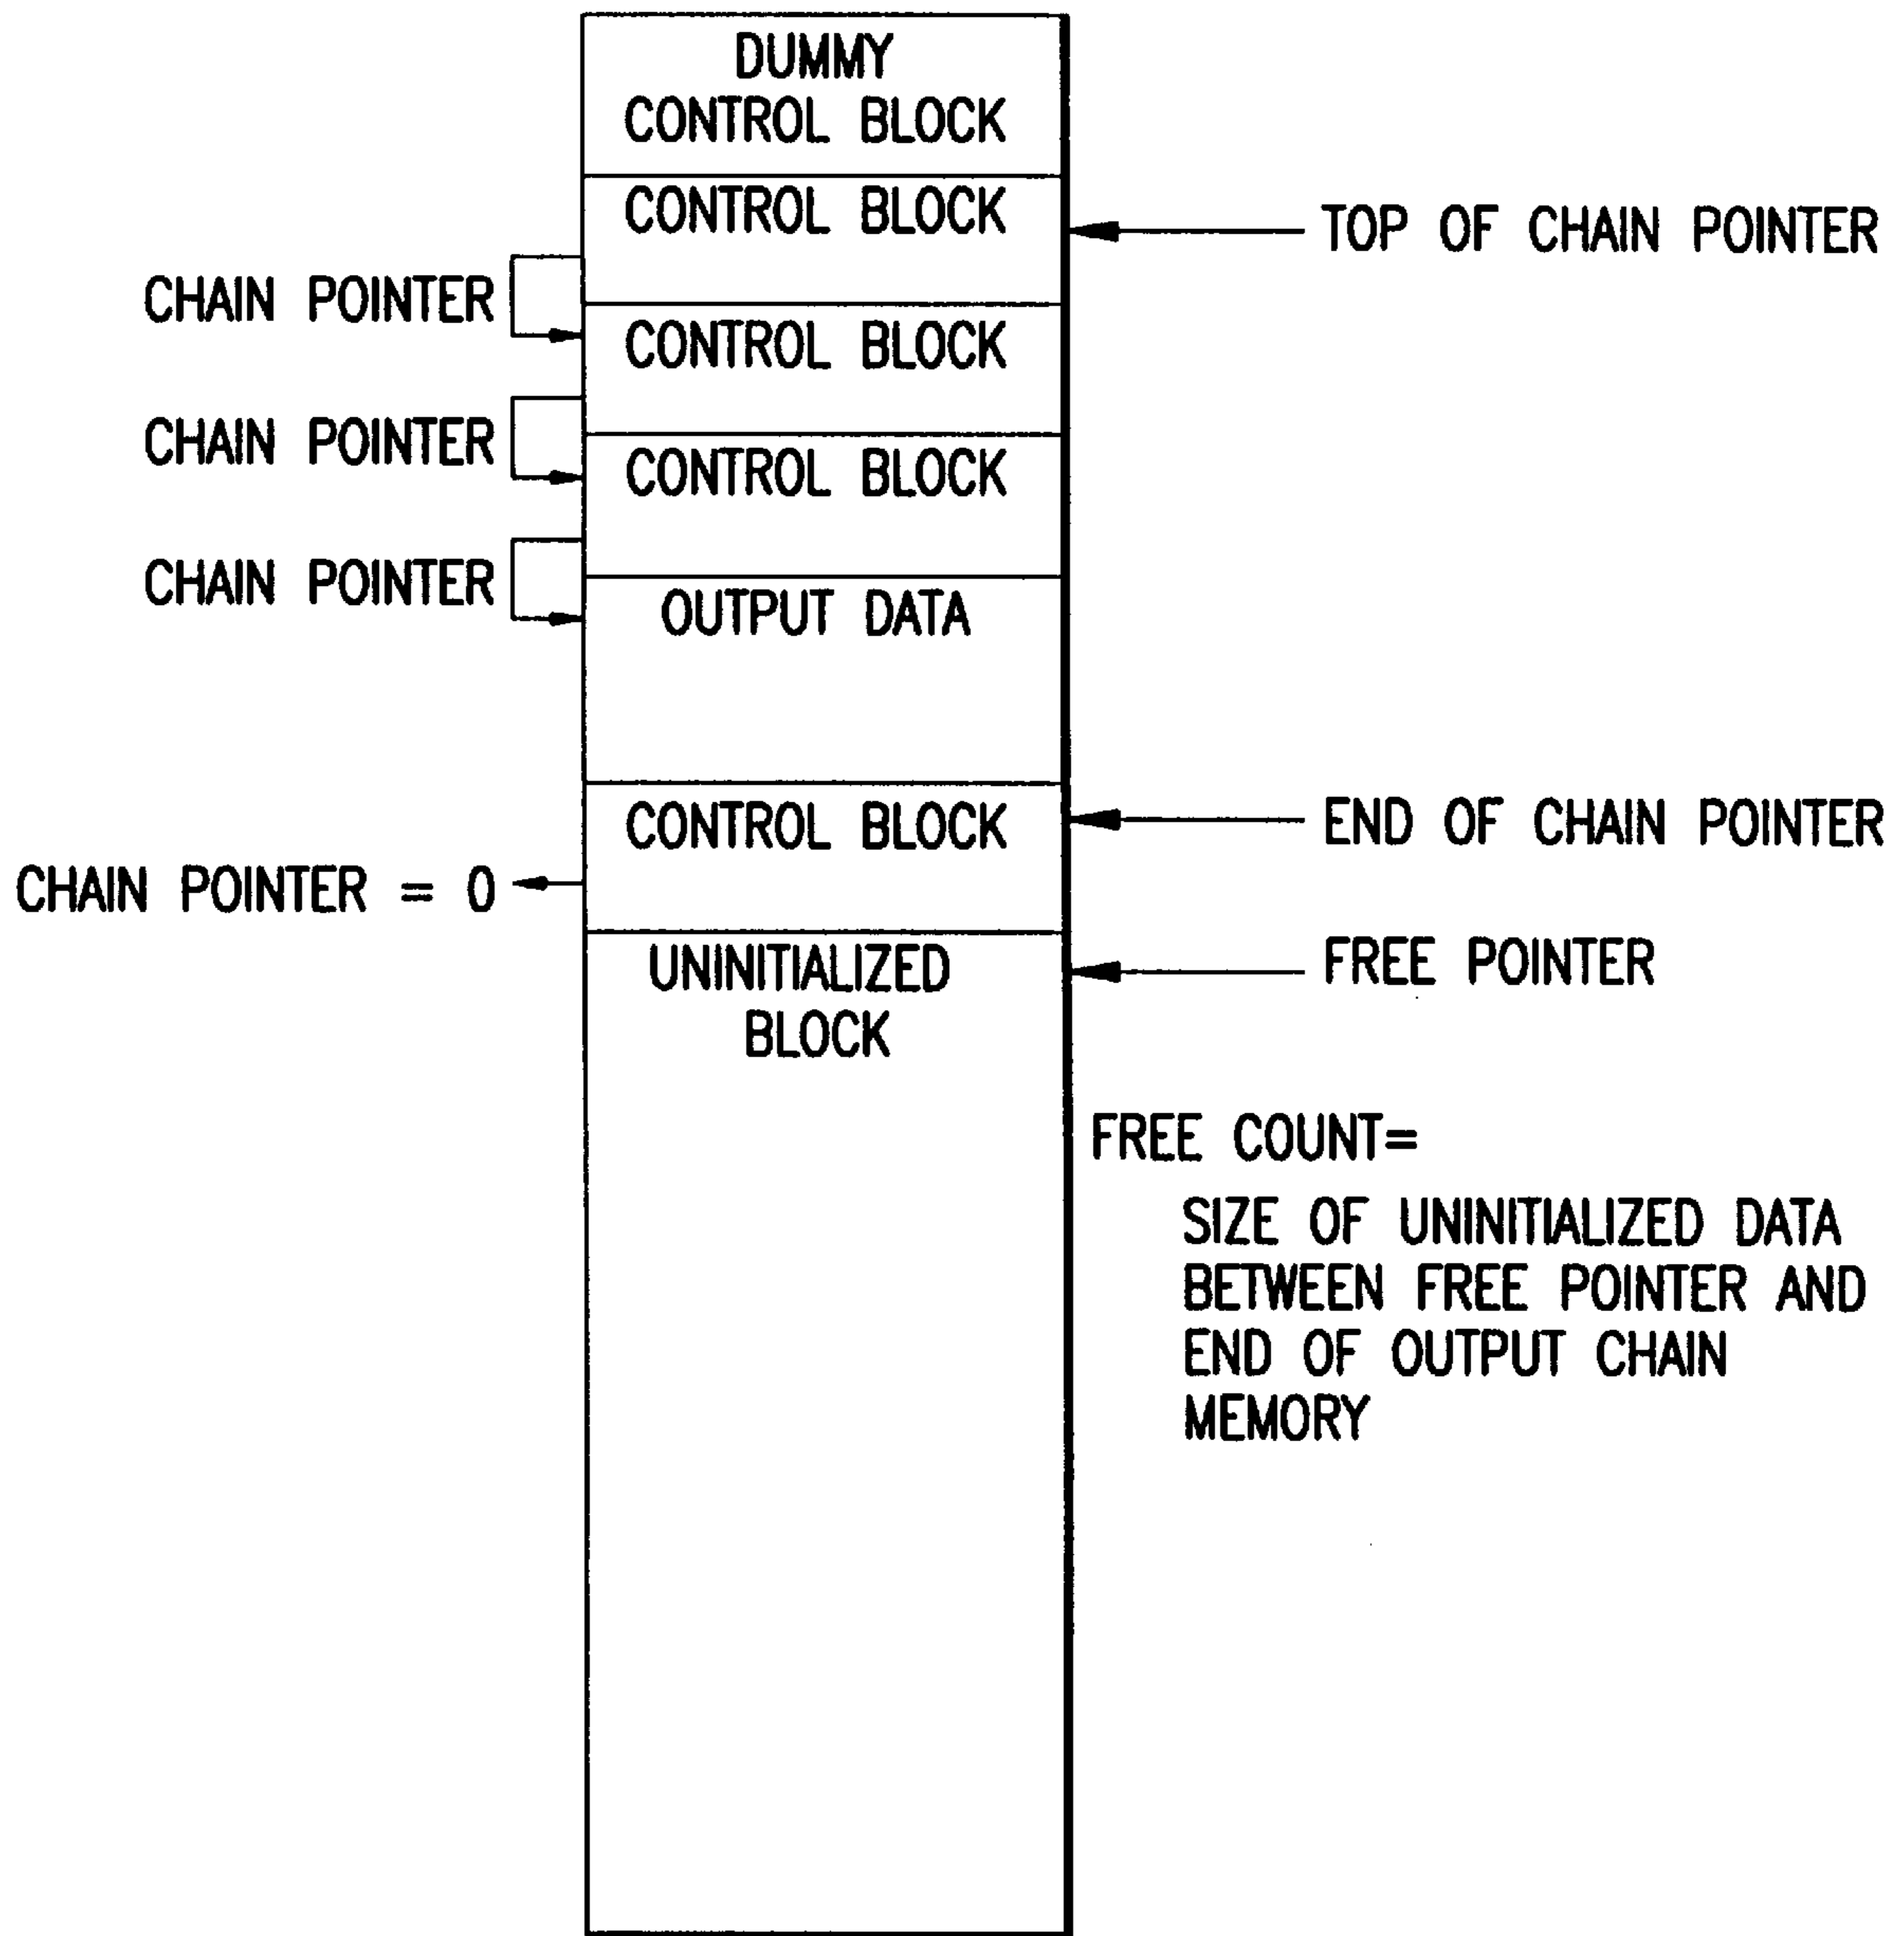 DUMMY
CONTROL BLOCK
CONTROL BLOCK
TOP OF CHAIN POINTER
CHAIN POINTER
CONTROL BLOCK
CHAIN POINTER
CONTROL BLOCK
CHAIN POINTER
OUTPUT DATA
CONTROL BLOCK
END OF CHAIN POINTER
CHAIN POINTER = 0
UNINITIALIZED
BLOCK
FREE POINTER
FREE COUNT=
SIZE OF UNINITIALIZED DATA
BETWEEN FREE POINTER AND
END OF OUTPUT CHAIN
MEMORY